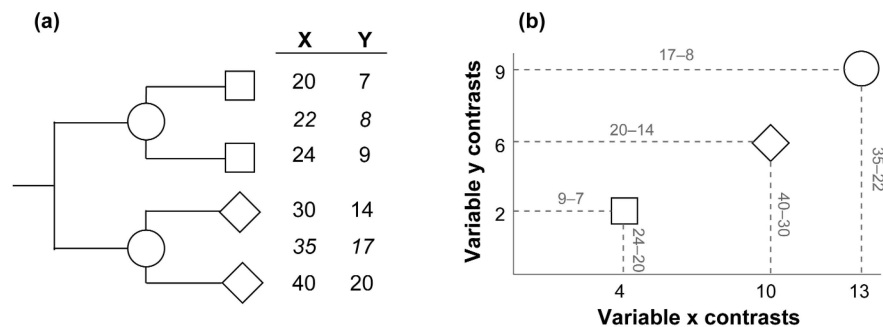 (a)
X Y
20 7
22 8
24 9
30 14
35 17
40 20
(b)
Variable y contrasts
9
6
2
17–8
20–14
9–7
24–20
40–30
35–22
4 10 13
Variable x contrasts